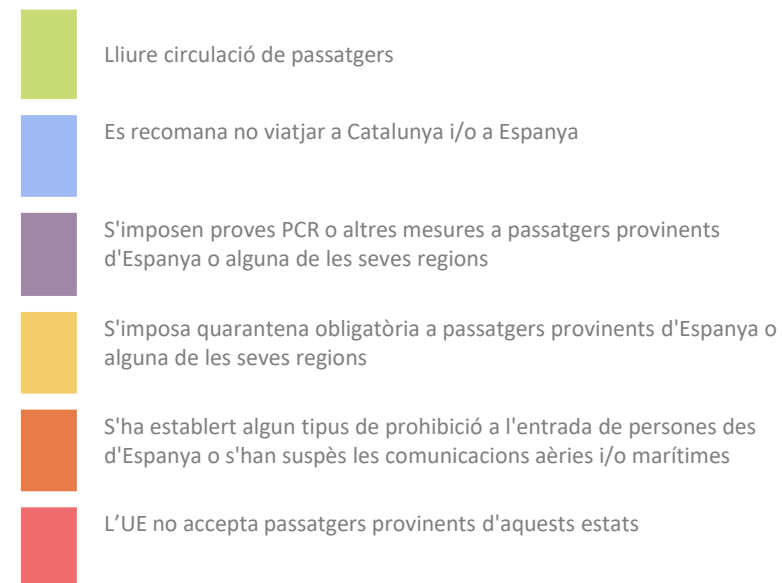 Lliure circulació de passatgers
Es recomana no viatjar a Catalunya i/o a Espanya
S'imposen proves PCR o altres mesures a passatgers provinents
d'Espanya o alguna de les seves regions
S'imposa quarantena obligatòria a passatgers provinents d'Espanya o
alguna de les seves regions
S'ha establert algun tipus de prohibició a l'entrada de persones des
d'Espanya o s'han suspès les comunicacions aèries i/o marítimes
L’UE no accepta passatgers provinents d'aquests estats